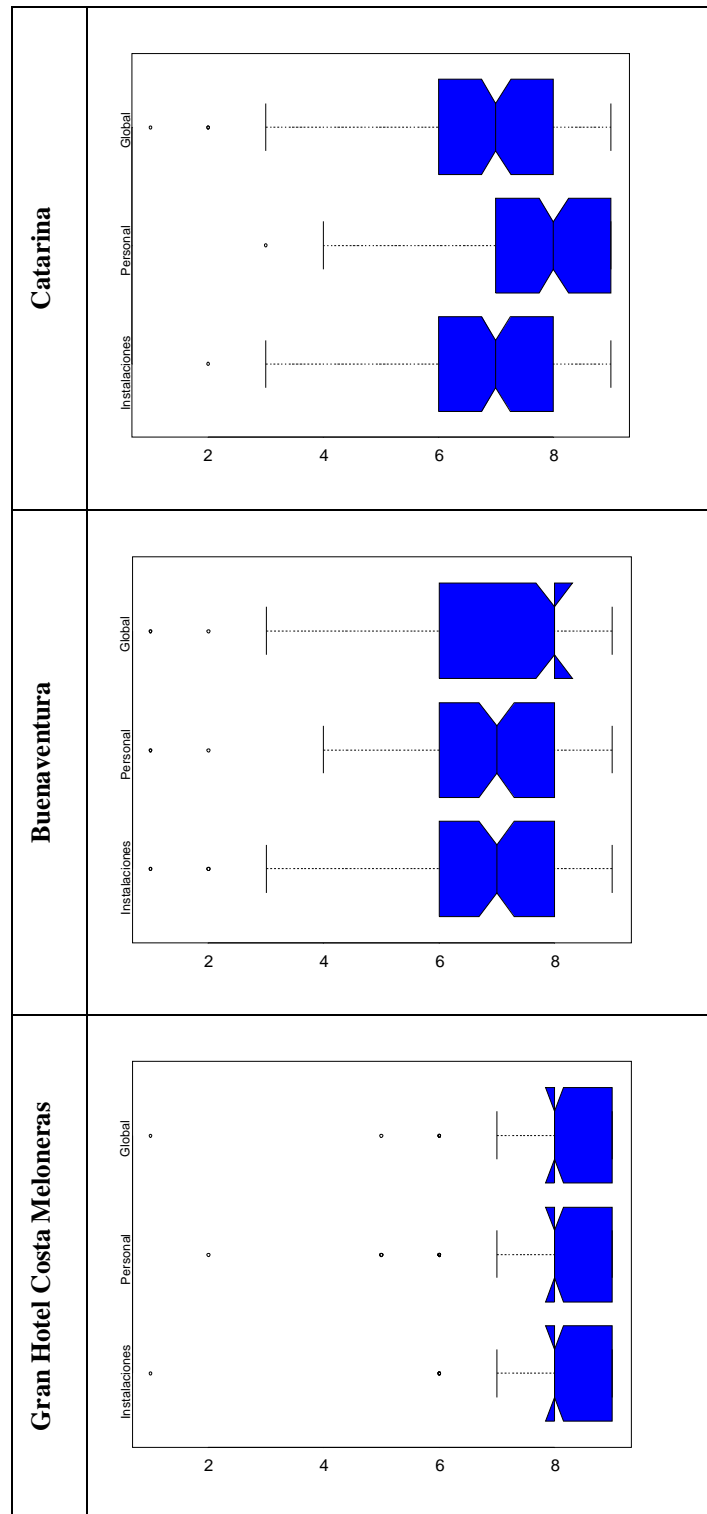 Catarina
Global
Personal
Instalaciones
2 4 6 8
Buenaventura
Global
Personal
Instalaciones
2 4 6 8
Gran Hotel Costa Meloneras
Global
Personal
Instalaciones
2 4 6 8